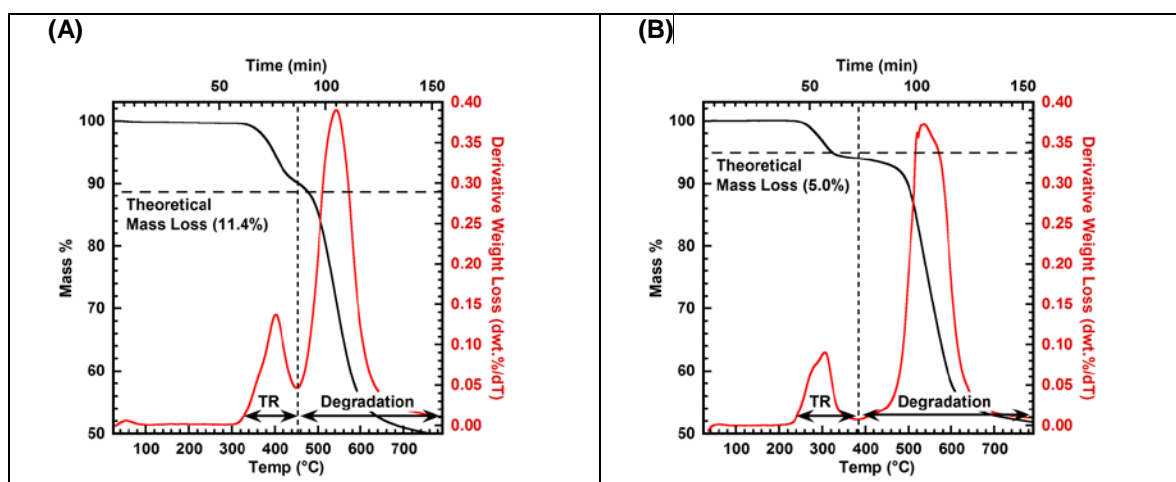 (A)
Time (min)
50 100 150
100
90
80
70
60
50
Mass %
0.40
0.35
0.30
0.25
0.20
0.15
0.10
0.05
0.00
Derivative Weight Loss (dwt.%/dT)
Theoretical
Mass Loss (11.4%)
TR
Degradation
100 200 300 400 500 600 700
Temp (°C)
(B)
Time (min)
50 100 150
100
90
80
70
60
50
Mass %
0.40
0.35
0.30
0.25
0.20
0.15
0.10
0.05
0.00
Derivative Weight Loss (dwt.%/dT)
Theoretical
Mass Loss (5.0%)
TR
Degradation
100 200 300 400 500 600 700
Temp (°C)